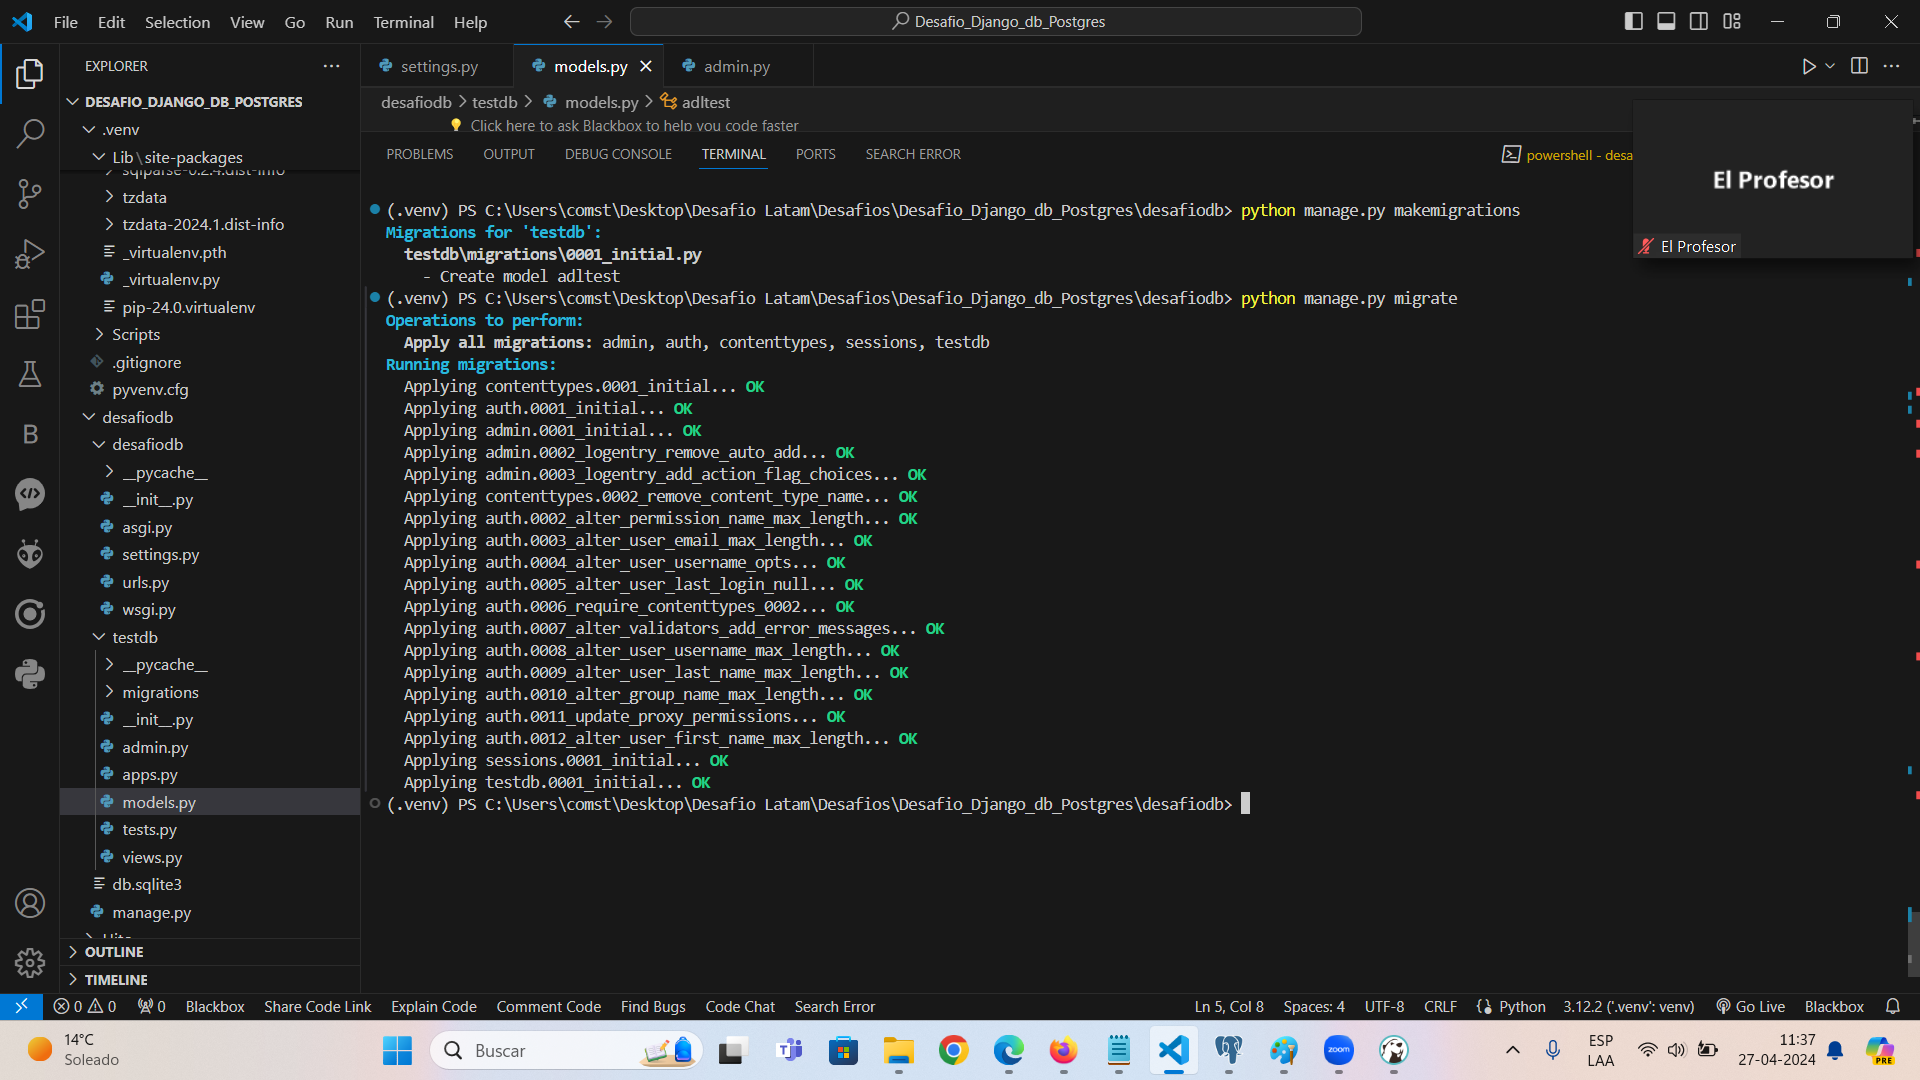 File Edit Selection View Go Run Terminal Help
Desafio_Django_db_Postgres
EXPLORER
settings.py
models.py
admin.py
DESAFIO_DJANGO_DB_POSTGRES
desafiodb > testdb > models.py > adltest
Click here to ask Blackbox to help you code faster
.venv
Lib\site-packages
sqlparse-0.2.4.dist-info
tzdata
tzdata-2024.1.dist-info
_virtualenv.pth
_virtualenv.py
pip-24.0.virtualenv
Scripts
.gitignore
pyvenv.cfg
desafiodb
desafiodb
__pycache__
__init__.py
asgi.py
settings.py
urls.py
wsgi.py
testdb
__pycache__
migrations
__init__.py
admin.py
apps.py
models.py
tests.py
views.py
db.sqlite3
manage.py
OUTLINE
TIMELINE
PROBLEMS OUTPUT DEBUG CONSOLE TERMINAL PORTS SEARCH ERROR
powershell - desa
El Profesor
El Profesor
(.venv) PS C:\Users\comst\Desktop\Desafio Latam\Desafios\Desafio_Django_db_Postgres\desafiodb> python manage.py makemigrations
Migrations for 'testdb':
testdb\migrations\0001_initial.py
- Create model adltest
(.venv) PS C:\Users\comst\Desktop\Desafio Latam\Desafios\Desafio_Django_db_Postgres\desafiodb> python manage.py migrate
Operations to perform:
Apply all migrations: admin, auth, contenttypes, sessions, testdb
Running migrations:
Applying contenttypes.0001_initial... OK
Applying auth.0001_initial... OK
Applying admin.0001_initial... OK
Applying admin.0002_logentry_remove_auto_add... OK
Applying admin.0003_logentry_add_action_flag_choices... OK
Applying contenttypes.0002_remove_content_type_name... OK
Applying auth.0002_alter_permission_name_max_length... OK
Applying auth.0003_alter_user_email_max_length... OK
Applying auth.0004_alter_user_username_opts... OK
Applying auth.0005_alter_user_last_login_null... OK
Applying auth.0006_require_contenttypes_0002... OK
Applying auth.0007_alter_validators_add_error_messages... OK
Applying auth.0008_alter_user_username_max_length... OK
Applying auth.0009_alter_user_last_name_max_length... OK
Applying auth.0010_alter_group_name_max_length... OK
Applying auth.0011_update_proxy_permissions... OK
Applying auth.0012_alter_user_first_name_max_length... OK
Applying sessions.0001_initial... OK
Applying testdb.0001_initial... OK
(.venv) PS C:\Users\comst\Desktop\Desafio Latam\Desafios\Desafio_Django_db_Postgres\desafiodb>
0 0 0 Blackbox Share Code Link Explain Code Comment Code Find Bugs Code Chat Search Error
Ln 5, Col 8 Spaces: 4 UTF-8 CRLF Python 3.12.2 ('.venv': venv) Go Live Blackbox
14°C
Soleado
Buscar
zoom
ESP
LAA
11:37
27-04-2024
PRE